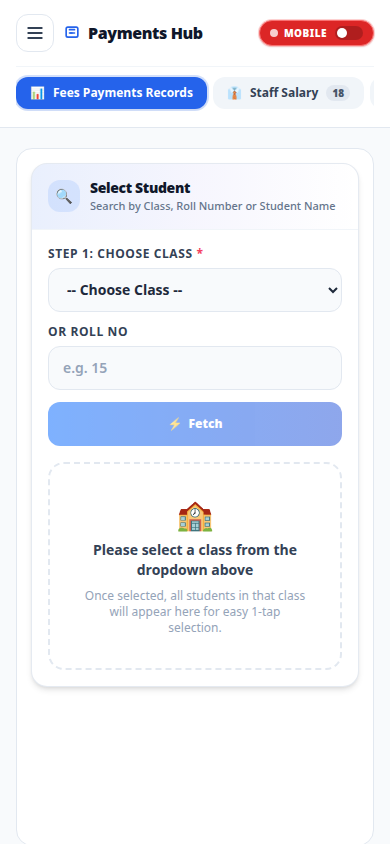 Payments Hub
MOBILE
Fees Payments Records
Staff Salary 18
Select Student
Search by Class, Roll Number or Student Name
STEP 1: CHOOSE CLASS *
-- Choose Class --
OR ROLL NO
e.g. 15
⚡ Fetch
Please select a class from the
dropdown above
Once selected, all students in that class
will appear here for easy 1-tap
selection.